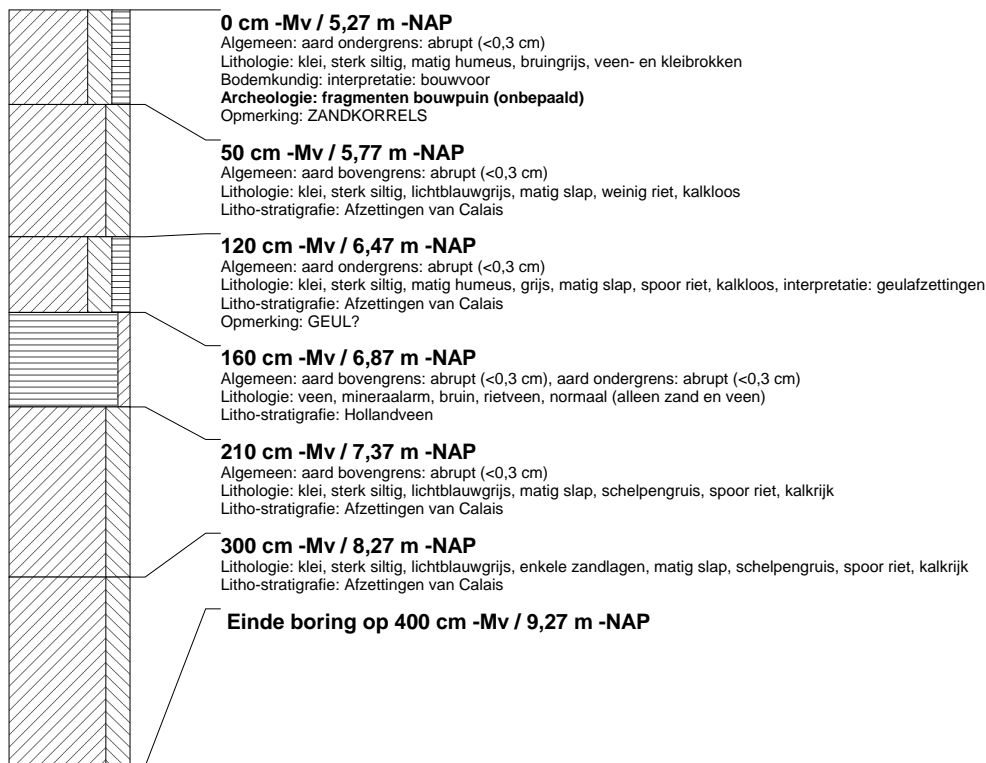 0 cm -Mv / 5,27 m -NAP
Algemeen: aard ondergrens: abrupt (<0,3 cm)
Lithologie: klei, sterk siltig, matig humeus, bruingrijs, veen- en kleibrokken
Bodemkundig: interpretatie: bouwvoor
Archeologie: fragmenten bouwpuin (onbepaald)
Opmerking: ZANDKORRELS
50 cm -Mv / 5,77 m -NAP
Algemeen: aard bovengrens: abrupt (<0,3 cm)
Lithologie: klei, sterk siltig, lichtblauwgrijs, matig slap, weinig riet, kalkloos
Litho-stratigrafie: Afzettingen van Calais
120 cm -Mv / 6,47 m -NAP
Algemeen: aard ondergrens: abrupt (<0,3 cm)
Lithologie: klei, sterk siltig, matig humeus, grijs, matig slap, spoor riet, kalkloos, interpretatie: geulafzettingen
Litho-stratigrafie: Afzettingen van Calais
Opmerking: GEUL?
160 cm -Mv / 6,87 m -NAP
Algemeen: aard bovengrens: abrupt (<0,3 cm), aard ondergrens: abrupt (<0,3 cm)
Lithologie: veen, mineraalarm, bruin, rietveen, normaal (alleen zand en veen)
Litho-stratigrafie: Hollandveen
210 cm -Mv / 7,37 m -NAP
Algemeen: aard bovengrens: abrupt (<0,3 cm)
Lithologie: klei, sterk siltig, lichtblauwgrijs, matig slap, schelpengruis, spoor riet, kalkrijk
Litho-stratigrafie: Afzettingen van Calais
300 cm -Mv / 8,27 m -NAP
Lithologie: klei, sterk siltig, lichtblauwgrijs, enkele zandlagen, matig slap, schelpengruis, spoor riet, kalkrijk
Litho-stratigrafie: Afzettingen van Calais
Einde boring op 400 cm -Mv / 9,27 m -NAP